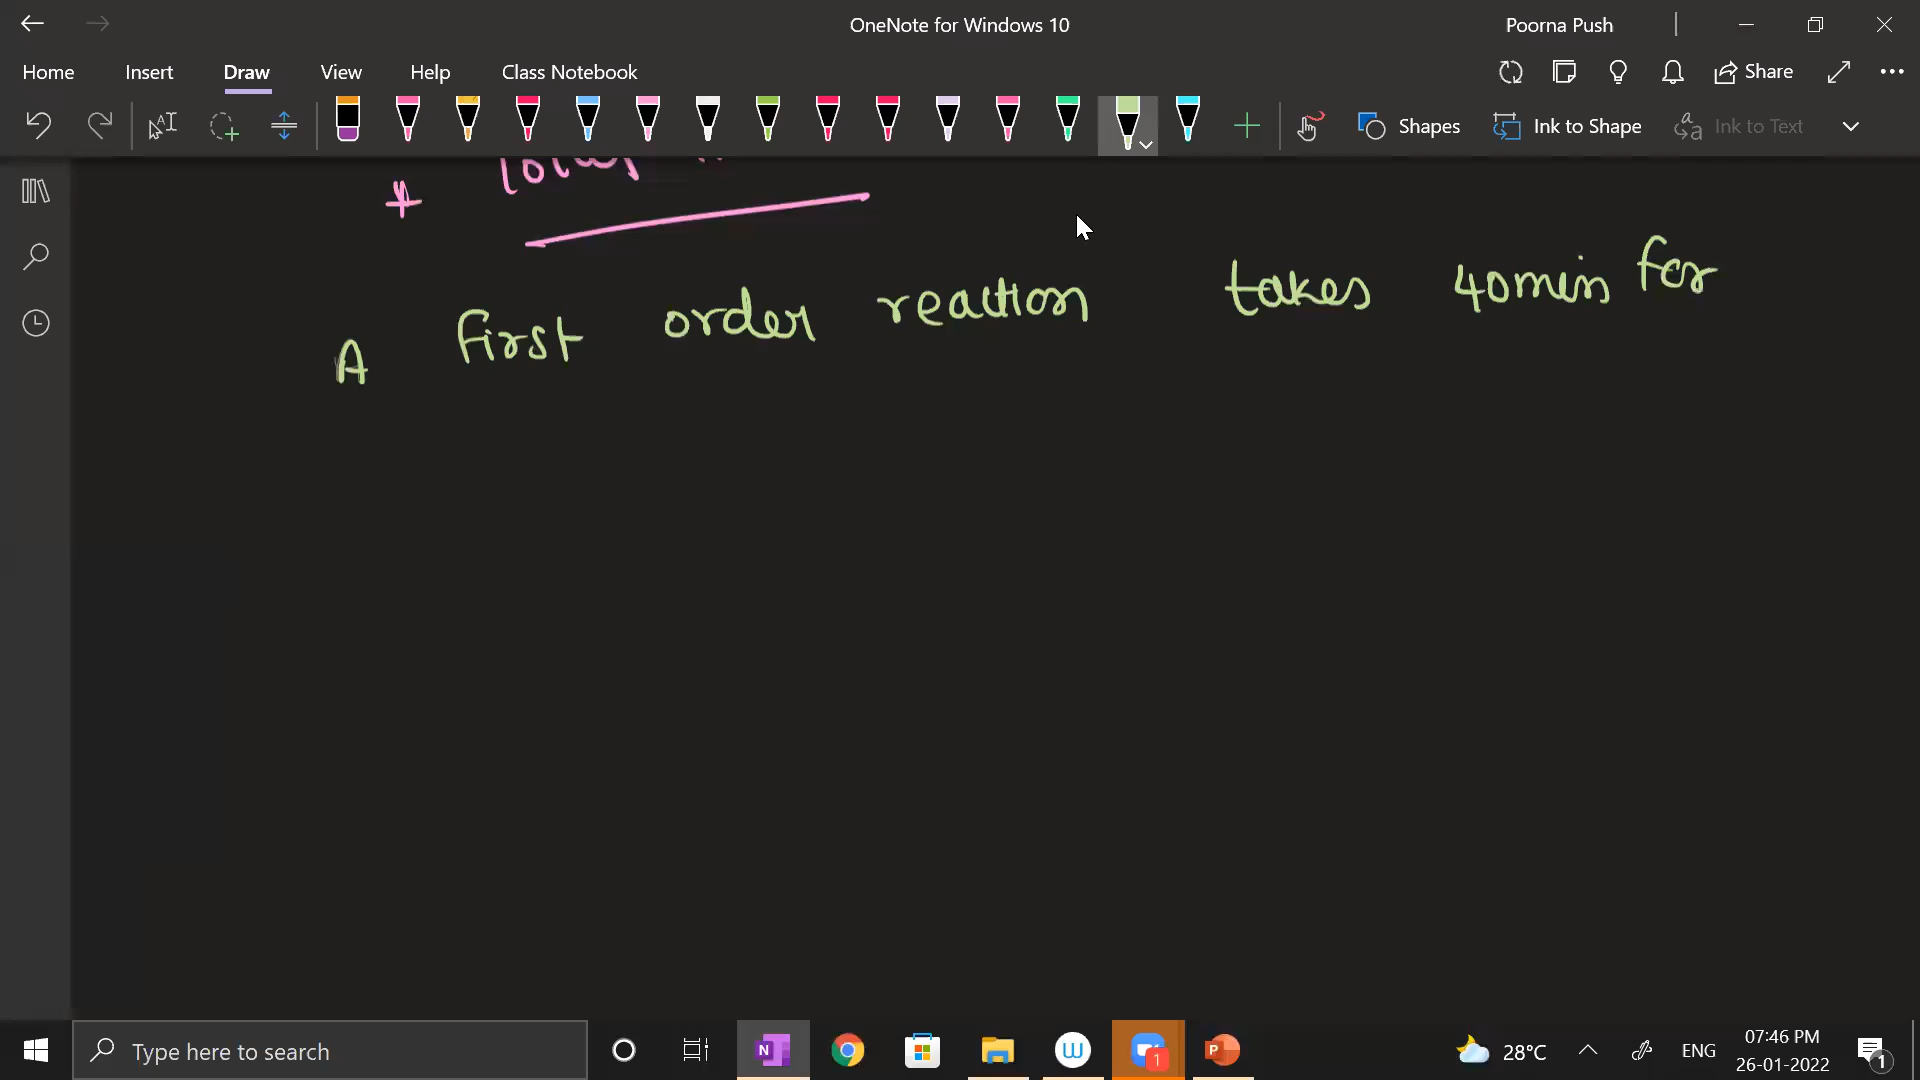 OneNote for Windows 10
Poorna Push
Home Insert Draw View Help Class Notebook
Share
Shapes Ink to Shape Ink to Text
A first order reaction takes 40min for
Type here to search
N
W
1
P
28°C
ENG
07:46 PM
26-01-2022
1